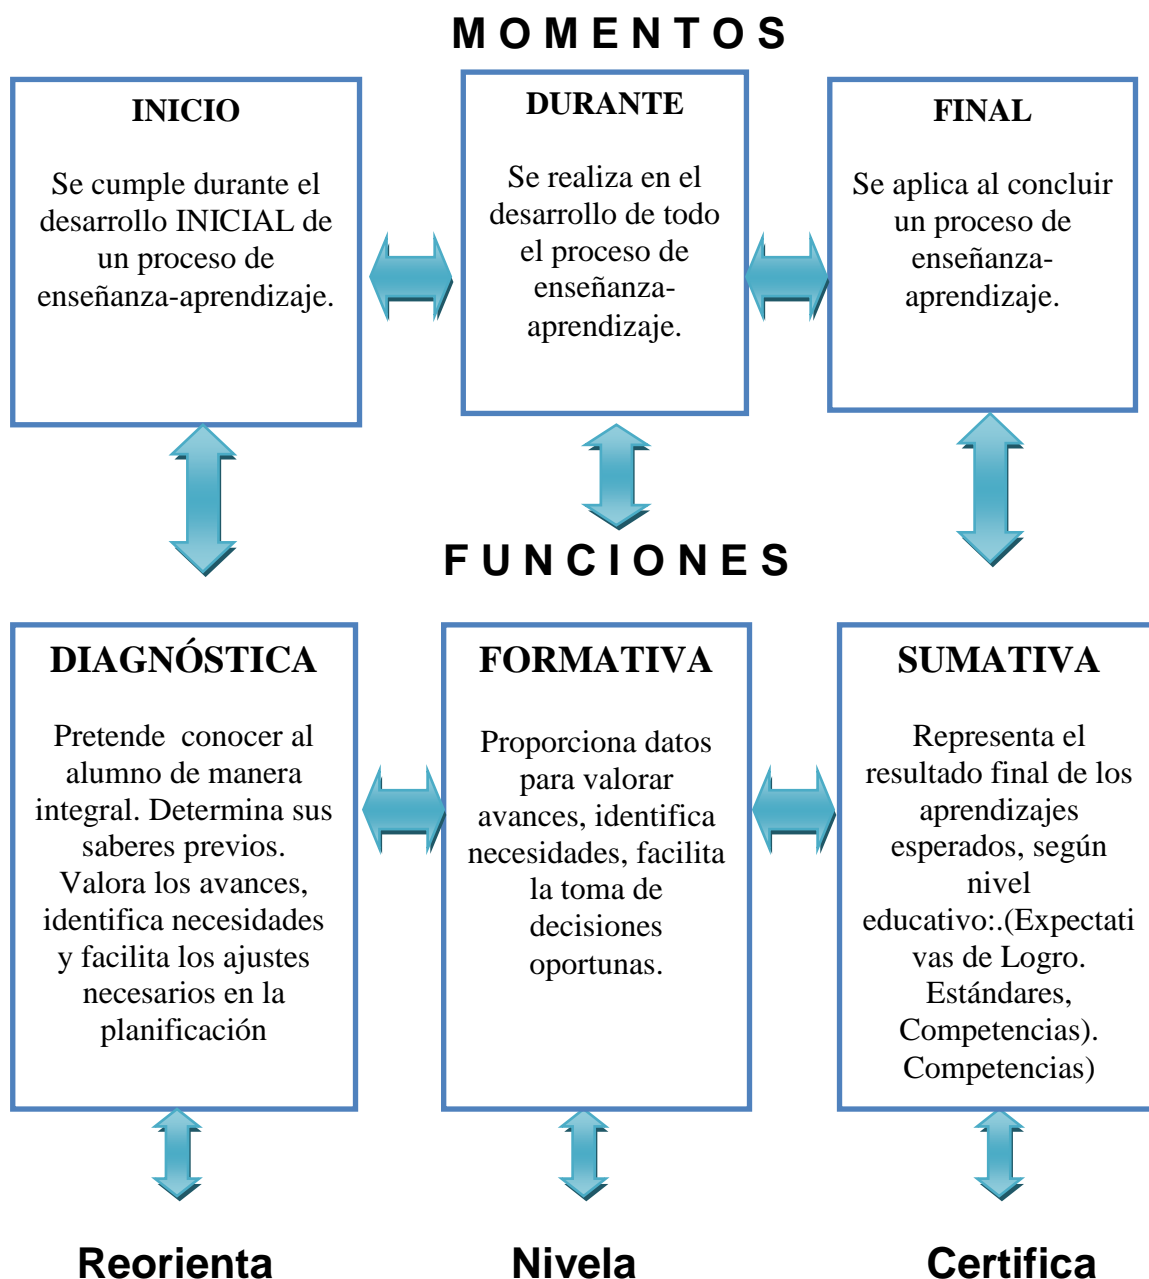 M O M E N T O S
INICIO
Se cumple durante el
desarrollo INICIAL de
un proceso de
enseñanza-aprendizaje.
DURANTE
Se realiza en el
desarrollo de todo
el proceso de
enseñanza-
aprendizaje.
FINAL
Se aplica al concluir
un proceso de
enseñanza-
aprendizaje.
F U N C I O N E S
DIAGNÓSTICA
Pretende  conocer al
alumno de manera
integral. Determina sus
saberes previos.
Valora los avances,
identifica necesidades
y facilita los ajustes
necesarios en la
planificación
FORMATIVA
Proporciona datos
para valorar
avances, identifica
necesidades, facilita
la toma de
decisiones
oportunas.
SUMATIVA
Representa el
resultado final de los
aprendizajes
esperados, según
nivel
educativo:.(Expectati
vas de Logro.
Estándares,
Competencias).
Competencias)
Reorienta
Nivela
Certifica